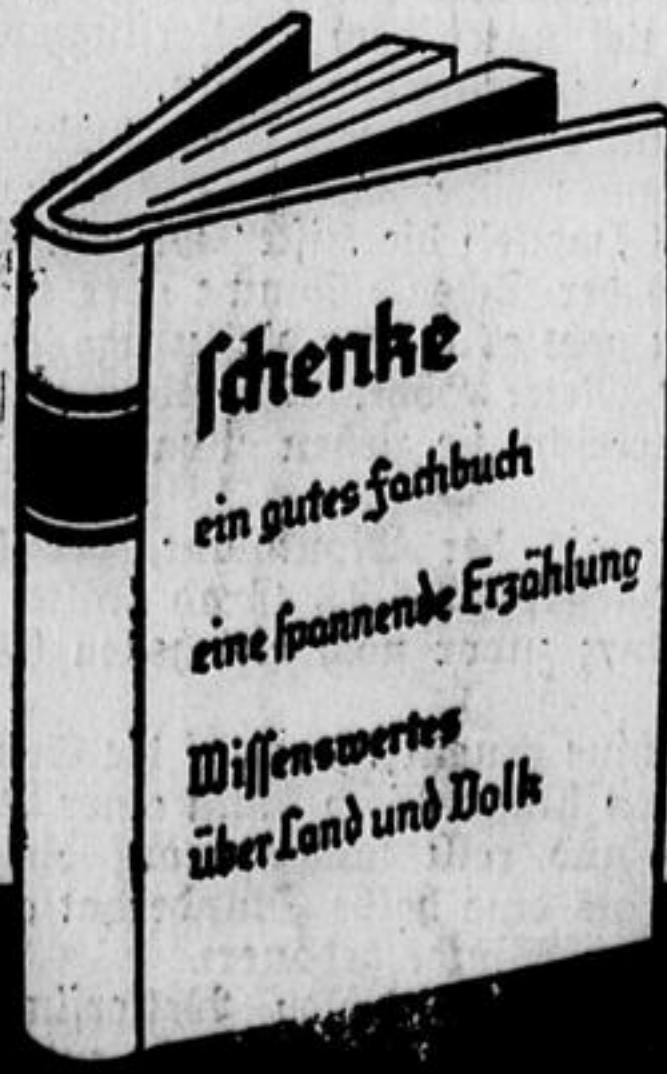 schenke
ein gutes Fachbuch
eine spannende Erzählung
Wissenswertes
über Land und Volk